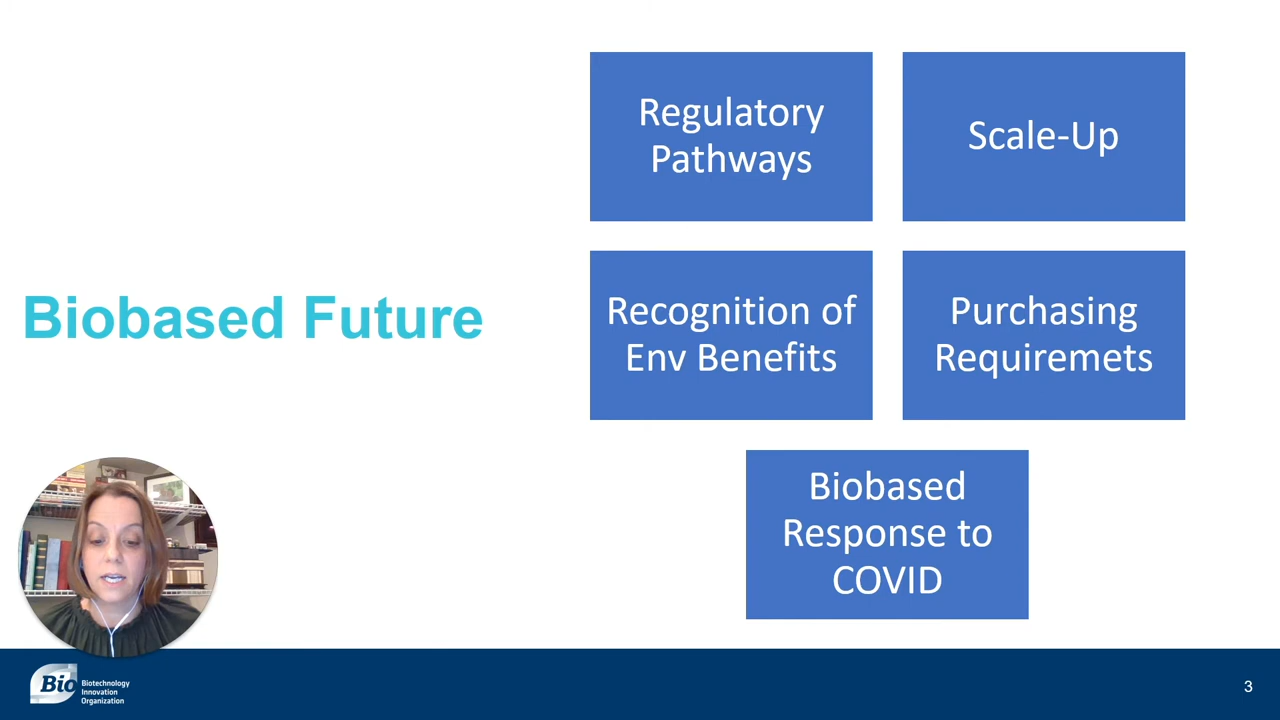 Regulatory
Pathways
Scale-Up
Biobased Future
Recognition of
Env Benefits
Purchasing
Requiremets
Biobased
Response to
COVID
Bio
Biotechnology
Innovation
Organization
3